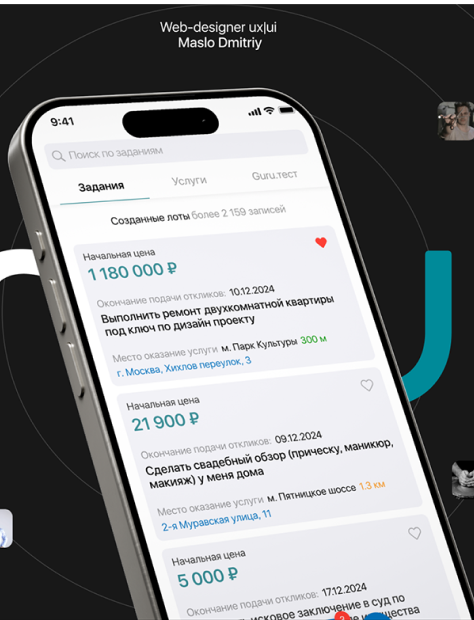 Web-designer ux|ui
Maslo Dmitriy
9:41
Поиск по заданиям
Задания
Услуги
Guru.тест
Созданные лоты более 2 159 записей
Начальная цена
1 180 000 ₽
Окончание подачи откликов: 10.12.2024
Выполнить ремонт двухкомнатной квартиры
под ключ по дизайн проекту
Место оказание услуги м. Парк Культуры 300 м
г. Москва, Хихлов переулок, 3
Начальная цена
21 900 ₽
Окончание подачи откликов: 09.12.2024
Сделать свадебный обзор (прическу, маникюр,
макияж) у меня дома
Место оказание услуги м. Пятницкое шоссе 1.3 км
2-я Муравская улица, 11
Начальная цена
5 000 ₽
Окончание подачи откликов: 17.12.2024
исковое заключение в суд по